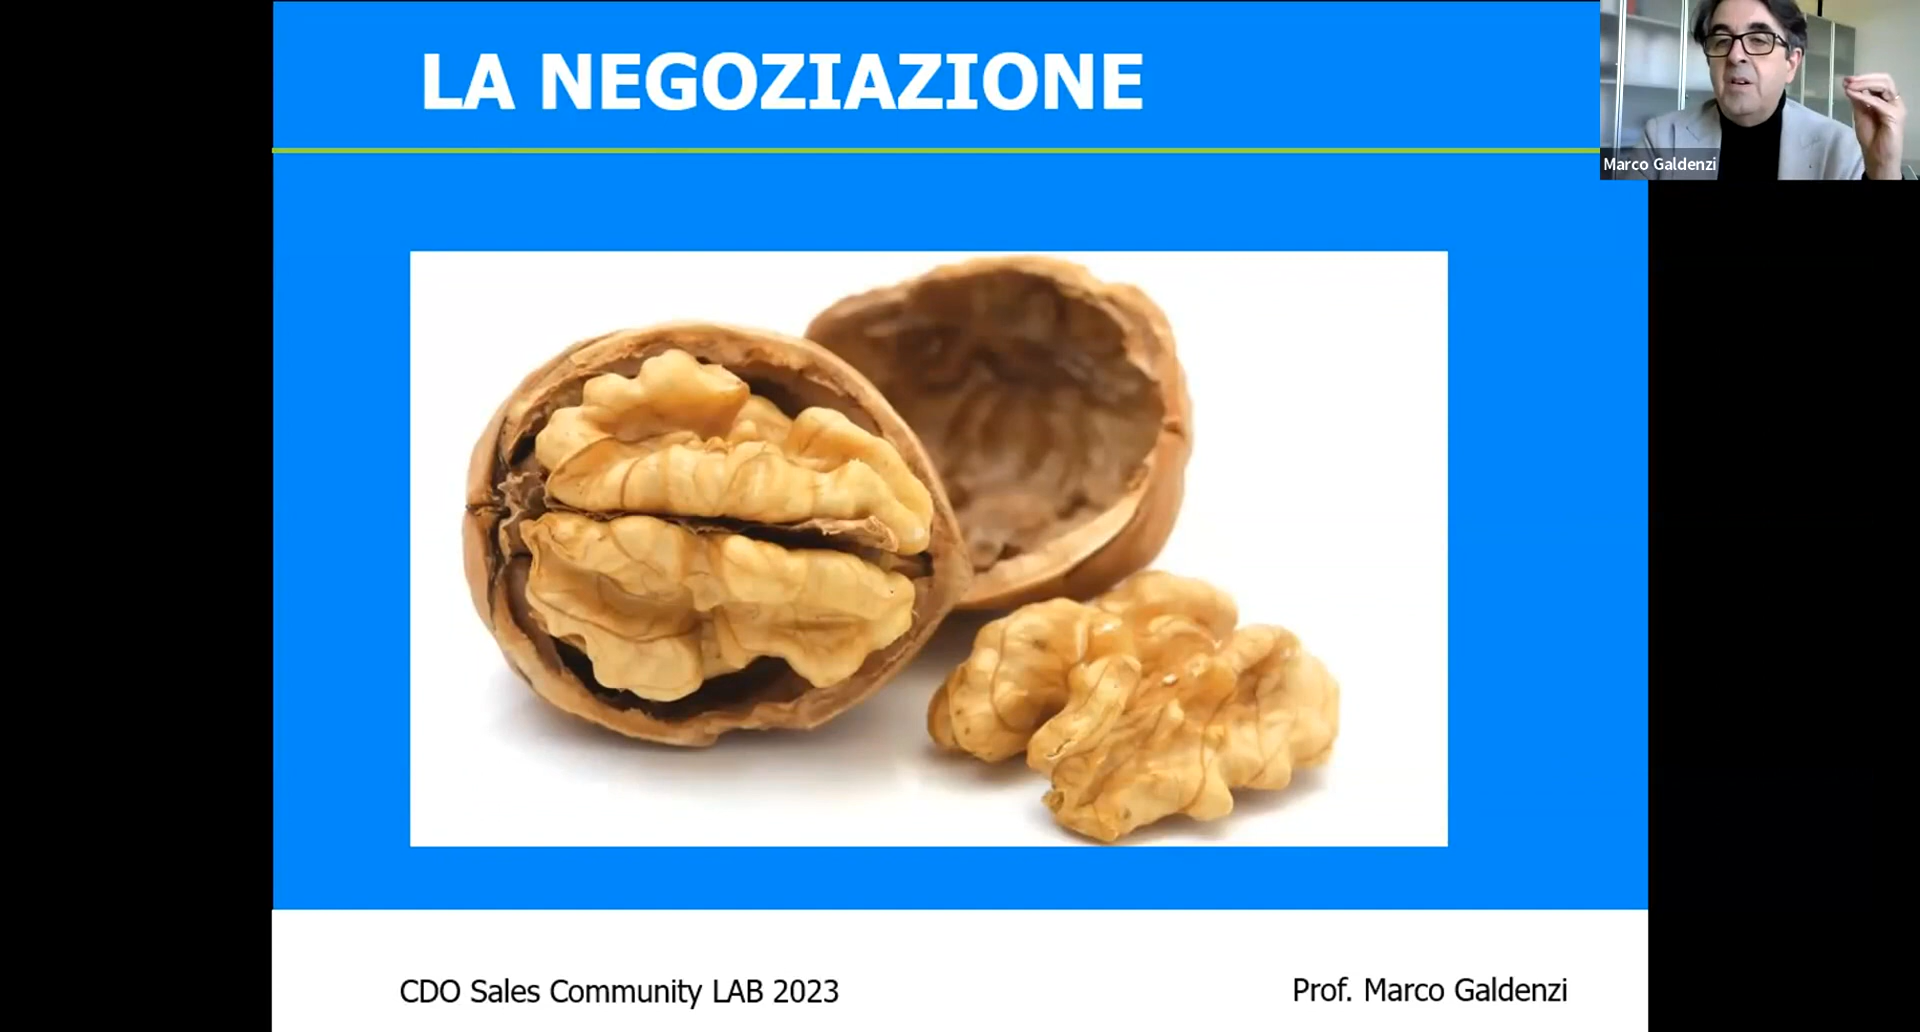 LA NEGOZIAZIONE
Marco Galdenzi
CDO Sales Community LAB 2023
Prof. Marco Galdenzi